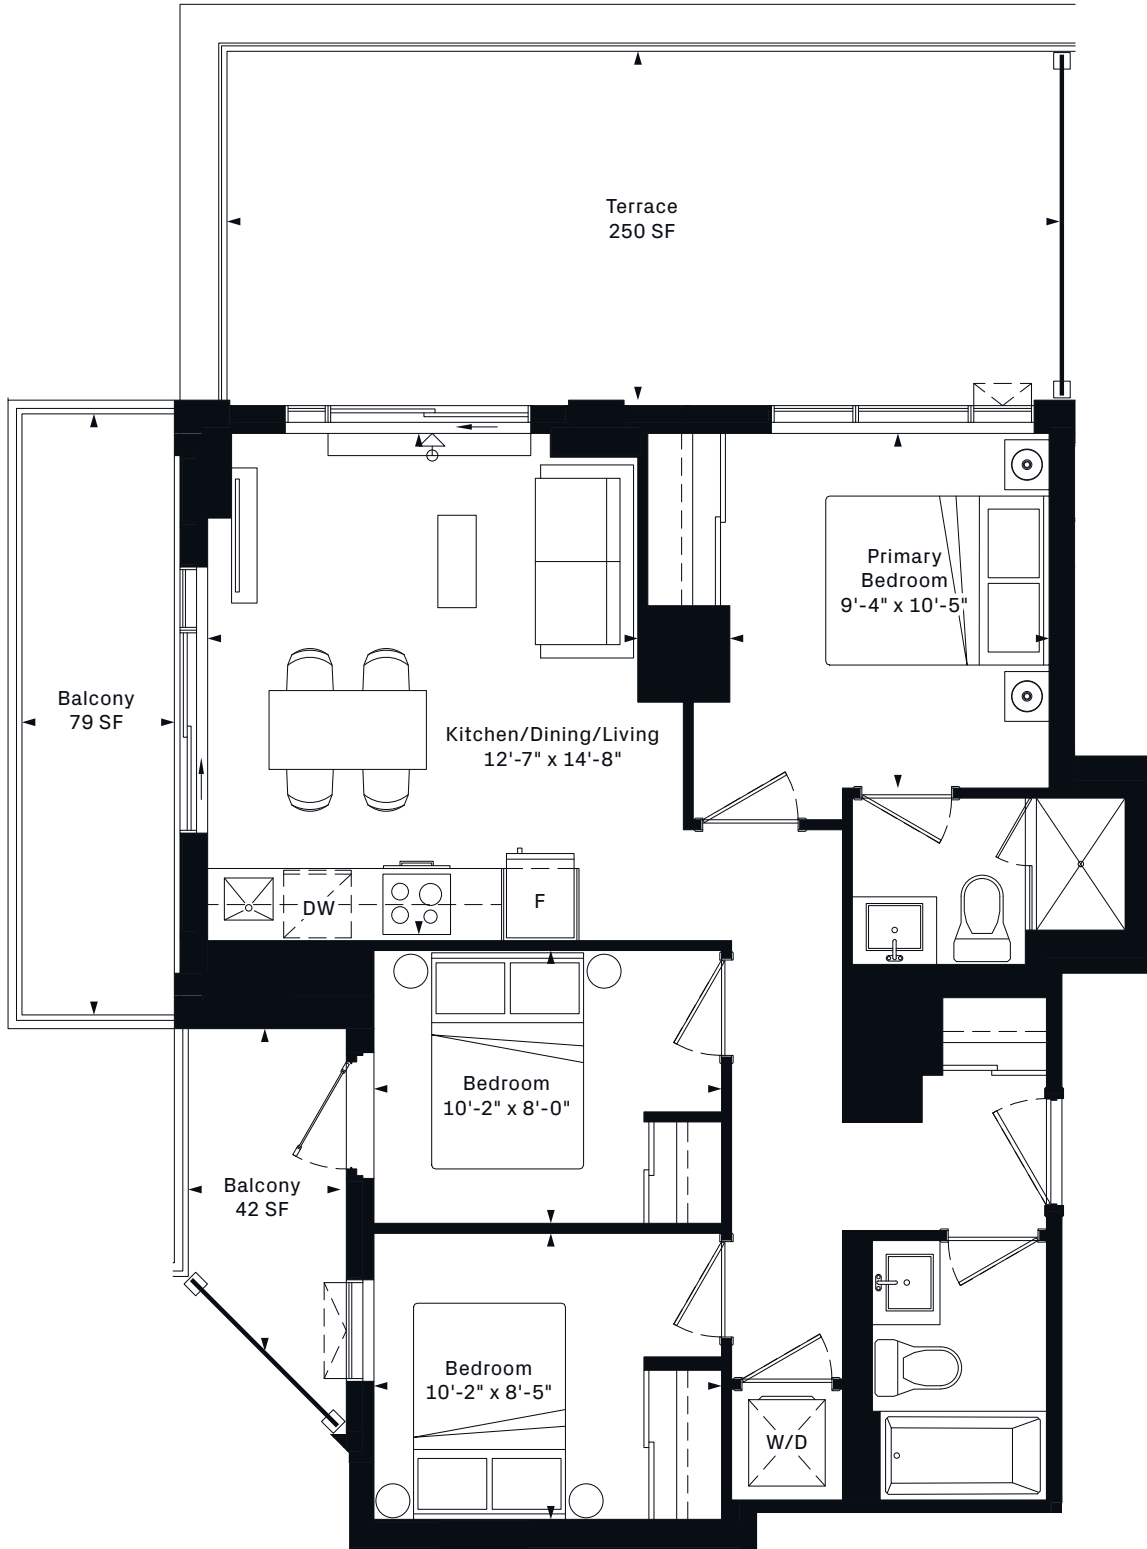 Terrace
250 SF
Primary
Bedroom
9'-4" x 10'-5"
Balcony
79 SF
Kitchen/Dining/Living
12'-7" x 14'-8"
DW
F
Bedroom
10'-2" x 8'-0"
Balcony
42 SF
Bedroom
10'-2" x 8'-5"
W/D